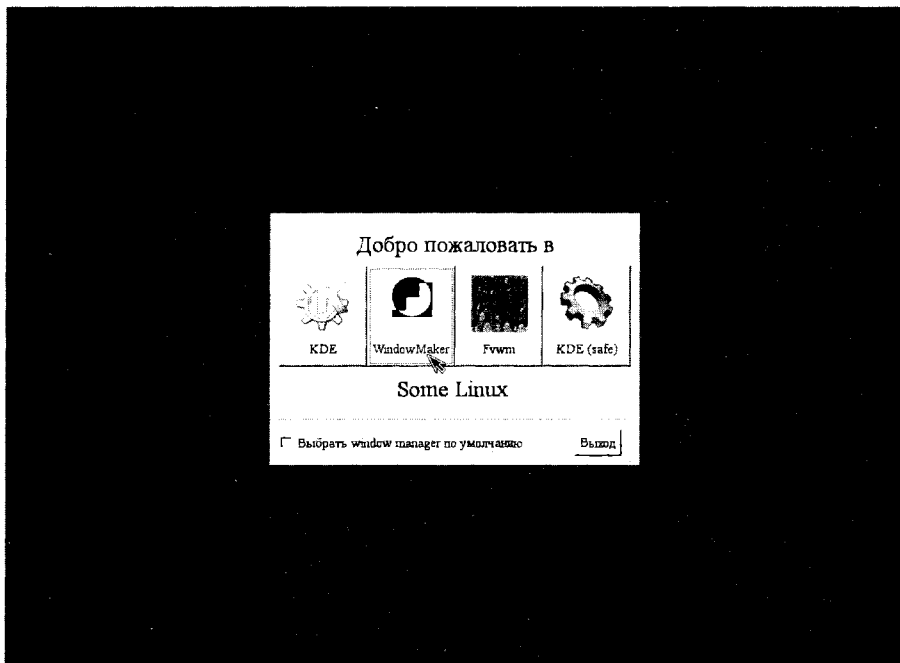 Добро пожаловать в
KDE WindowMaker Fvwm KDE (safe)
Some Linux
Выбрать window manager по умолчанию Выход